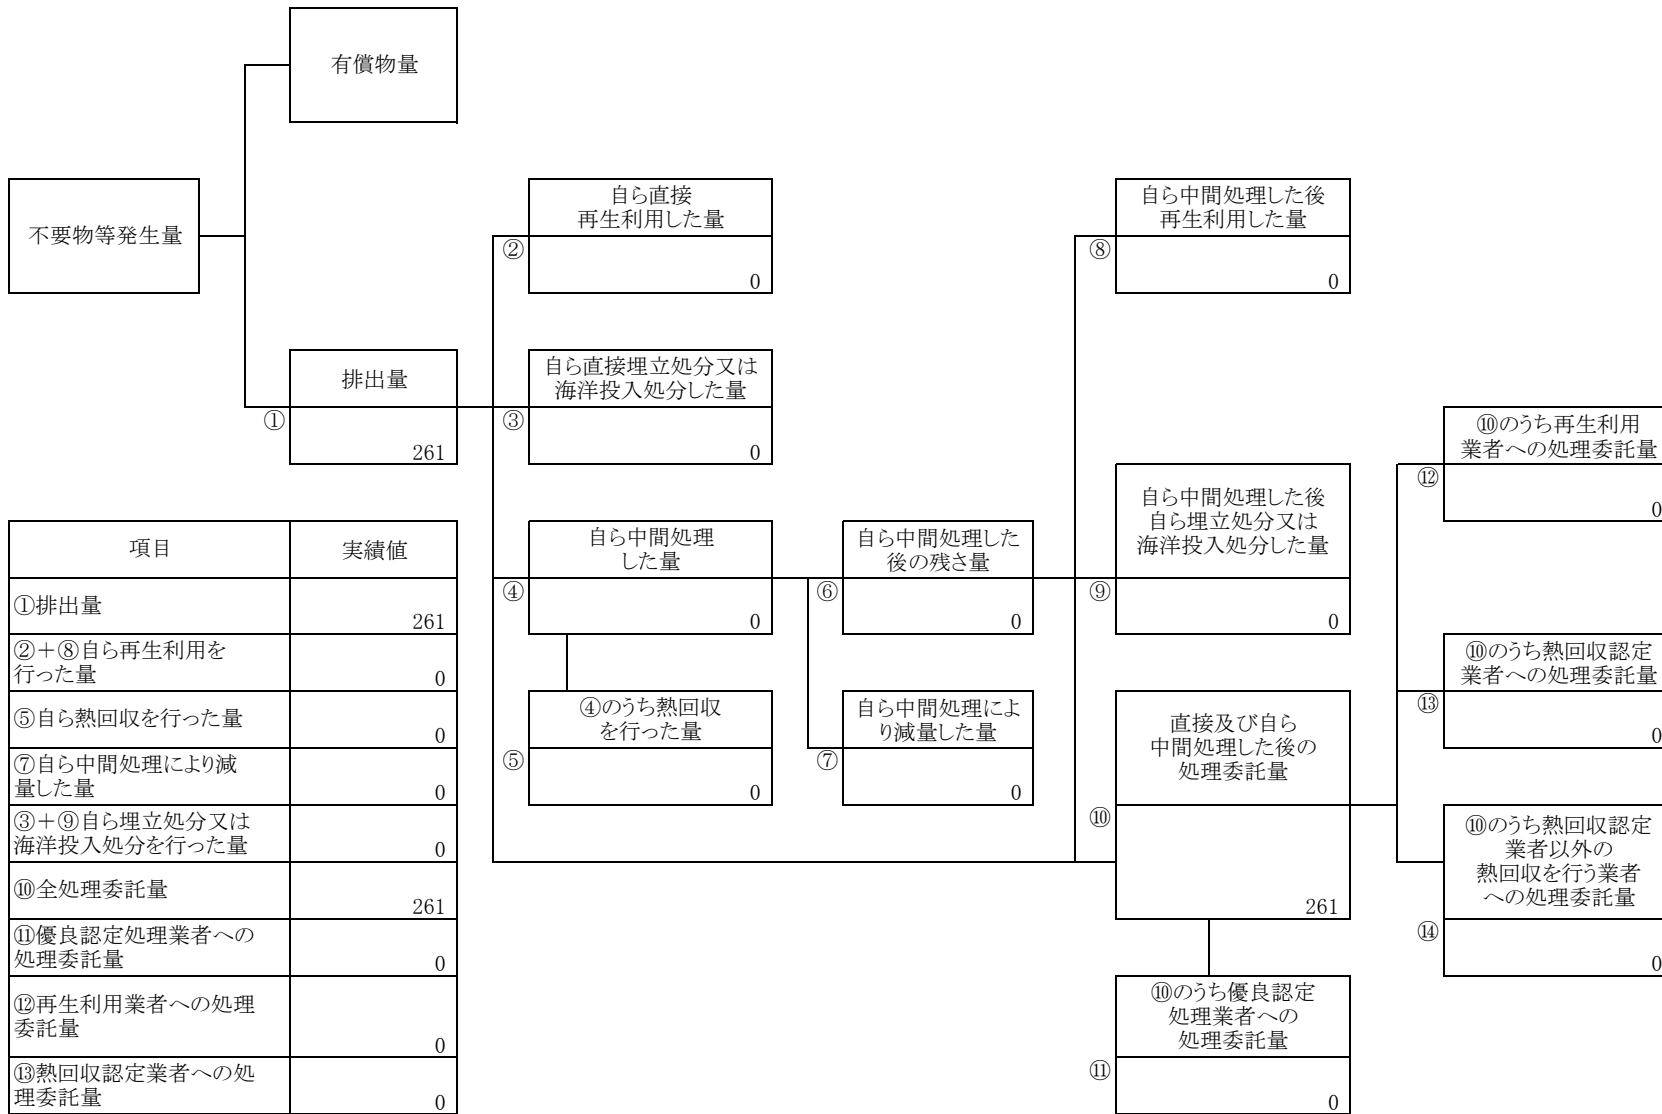 有償物量
不要物等発生量
自ら直接
再生利用した量
②
0
自ら中間処理した後
再生利用した量
⑧
0
排出量
①
261
自ら直接埋立処分又は
海洋投入処分した量
③
0
⑩のうち再生利用
業者への処理委託量
⑫
0
自ら中間処理
した量
④
0
自ら中間処理した
後の残さ量
⑥
0
自ら中間処理した後
自ら埋立処分又は
海洋投入処分した量
⑨
0
⑩のうち熱回収認定
業者への処理委託量
⑬
0
④のうち熱回収
を行った量
⑤
0
自ら中間処理によ
り減量した量
⑦
0
直接及び自ら
中間処理した後の
処理委託量
⑩
261
⑩のうち熱回収認定
業者以外の
熱回収を行う業者
への処理委託量
⑭
0
⑩のうち優良認定
処理業者への
処理委託量
⑪
0
項目
実績値
①排出量
261
②＋⑧自ら再生利用を
行った量
0
⑤自ら熱回収を行った量
0
⑦自ら中間処理により減
量した量
0
③＋⑨自ら埋立処分又は
海洋投入処分を行った量
0
⑩全処理委託量
261
⑪優良認定処理業者への
処理委託量
0
⑫再生利用業者への処理
委託量
0
⑬熱回収認定業者への処
理委託量
0